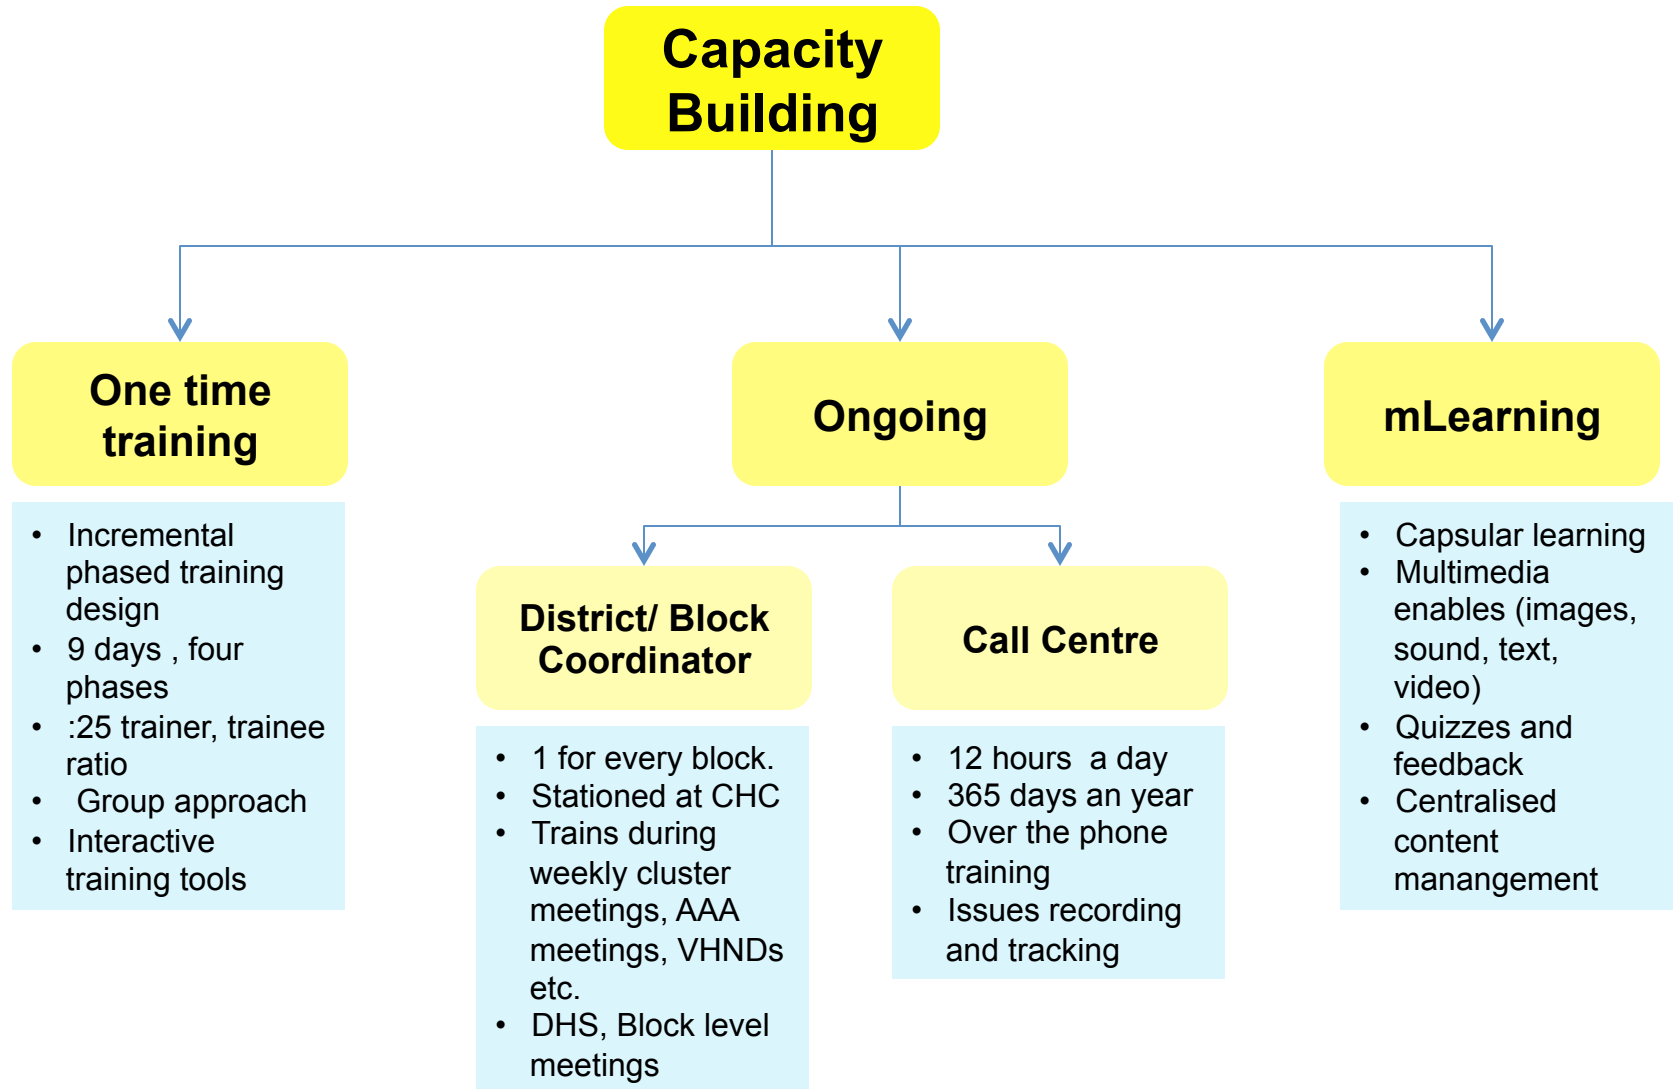 Capacity
Building
One time
training
• Incremental
phased training
design
• 9 days , four
phases
• :25 trainer, trainee
ratio
• Group approach
• Interactive
training tools
Ongoing
District/ Block
Coordinator
• 1 for every block.
• Stationed at CHC
• Trains during
weekly cluster
meetings, AAA
meetings, VHNDs
etc.
• DHS, Block level
meetings
Call Centre
• 12 hours a day
• 365 days an year
• Over the phone
training
• Issues recording
and tracking
mLearning
• Capsular learning
• Multimedia
enables (images,
sound, text,
video)
• Quizzes and
feedback
• Centralised
content
manangement